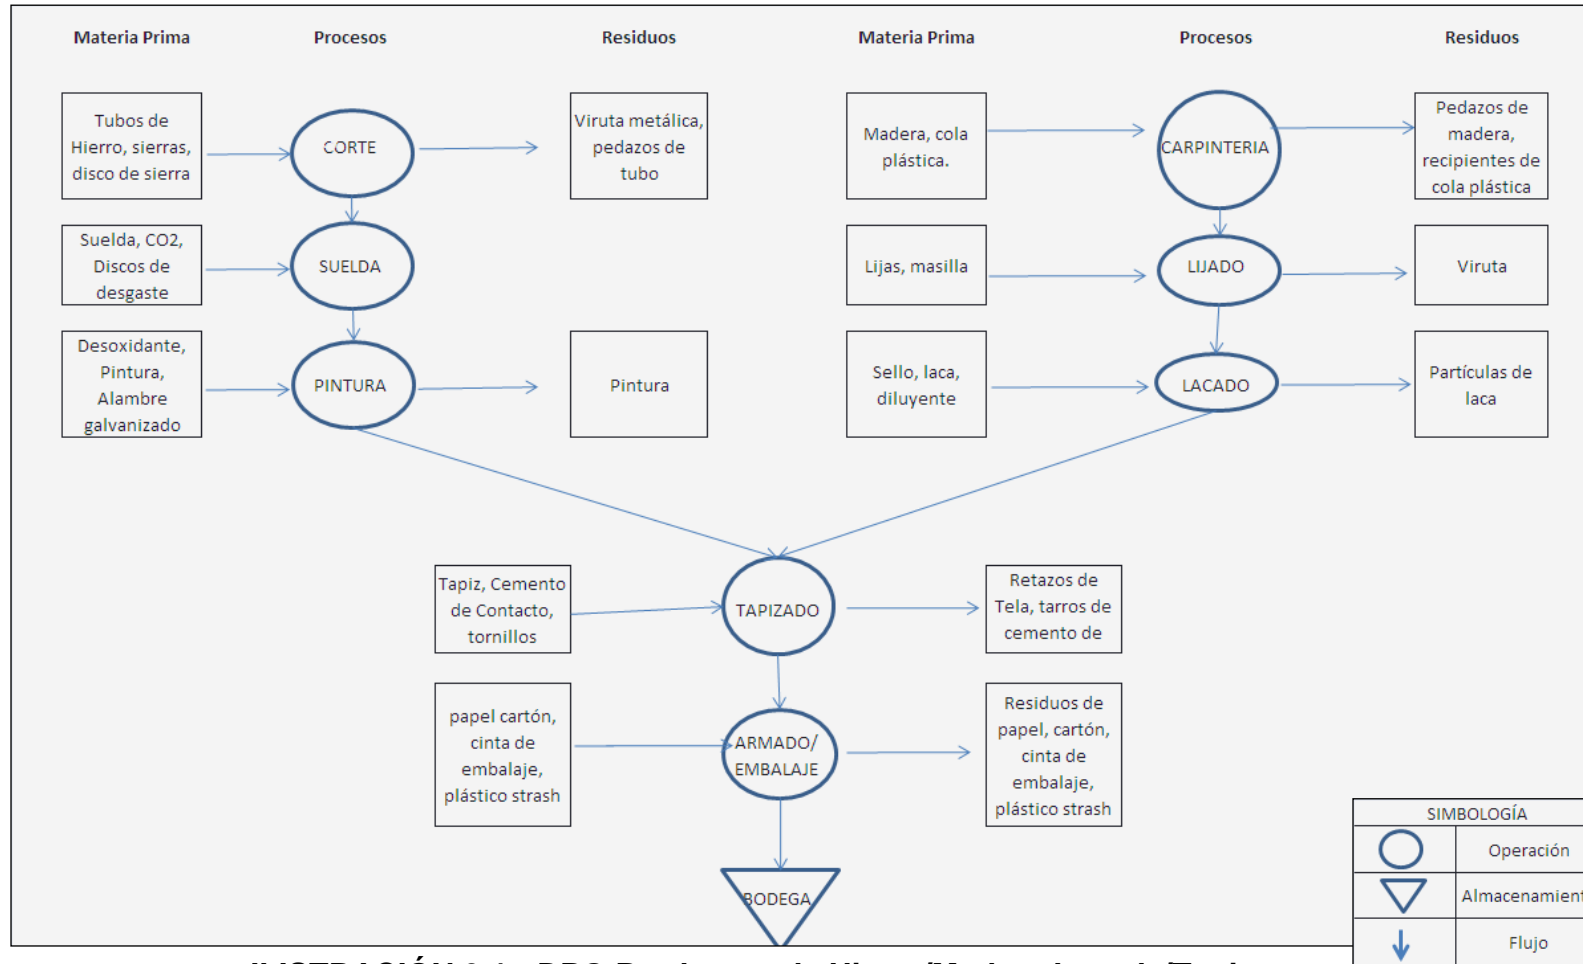 Materia Prima
Procesos
Residuos
Materia Prima
Procesos
Residuos
Tubos de
Hierro, sierras,
disco de sierra
CORTE
Viruta metálica,
pedazos de
tubo
Madera, cola
plástica.
CARPINTERIA
Pedazos de
madera,
recipientes de
cola plástica
Suelda, CO2,
Discos de
desgaste
SUELDA
Lijas, masilla
LIJADO
Viruta
Desoxidante,
Pintura,
Alambre
galvanizado
PINTURA
Pintura
Sello, laca,
diluyente
LACADO
Partículas de
laca
Tapiz, Cemento
de Contacto,
tornillos
TAPIZADO
Retazos de
Tela, tarros de
cemento de
papel cartón,
cinta de
embalaje,
plástico strash
ARMADO/
EMBALAJE
Residuos de
papel, cartón,
cinta de
embalaje,
plástico strash
BODEGA
SIMBOLOGÍA
Operación
Almacenamient
Flujo